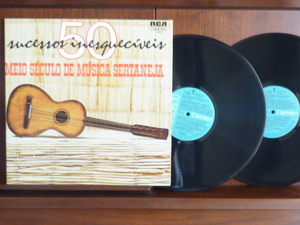 RCA
50
sucessos inesquecíveis
MEIO SÉCULO DE MÚSICA SERTANEJA